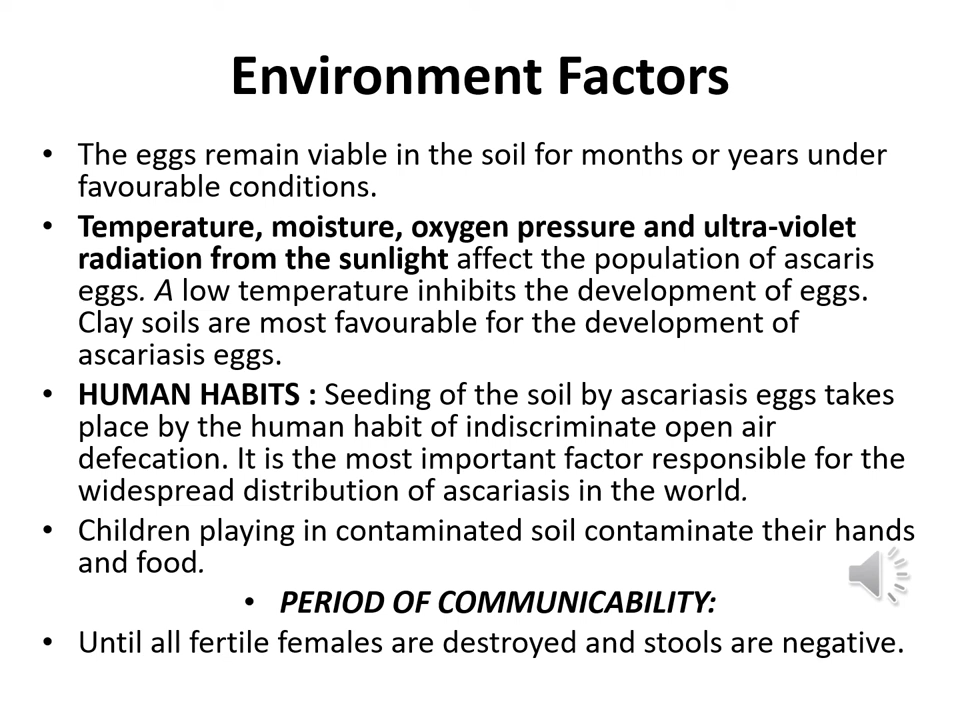 Environment Factors
• The eggs remain viable in the soil for months or years under
favourable conditions.
• Temperature, moisture, oxygen pressure and ultra-violet
radiation from the sunlight affect the population of ascaris
eggs. A low temperature inhibits the development of eggs.
Clay soils are most favourable for the development of
ascariasis eggs.
• HUMAN HABITS : Seeding of the soil by ascariasis eggs takes
place by the human habit of indiscriminate open air
defecation. It is the most important factor responsible for the
widespread distribution of ascariasis in the world.
• Children playing in contaminated soil contaminate their hands
and food.
• PERIOD OF COMMUNICABILITY:
• Until all fertile females are destroyed and stools are negative.